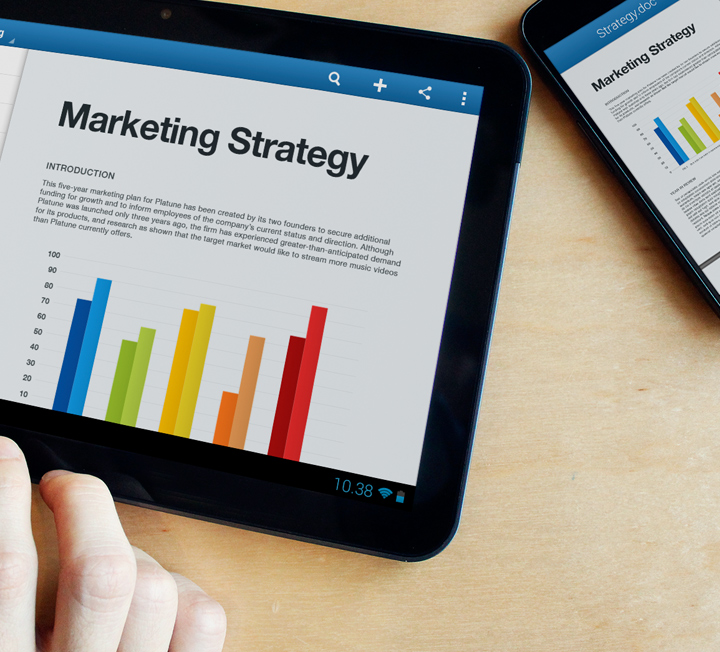 g
Marketing Strategy
INTRODUCTION
This five-year marketing plan for Platune has been created by its two founders to secure additional
funding for growth and to inform employees of the company's current status and direction. Although
Platune was launched only three years ago, the firm has experienced greater-than-anticipated demand
for its products, and research as shown that the target market would like to stream more music videos
than Platune currently offers.
100
90
80
70
60
50
40
30
20
10
10.38
Strategy.doc
Marketing Strategy
INTRODUCTION
YEAR IN REVIEW